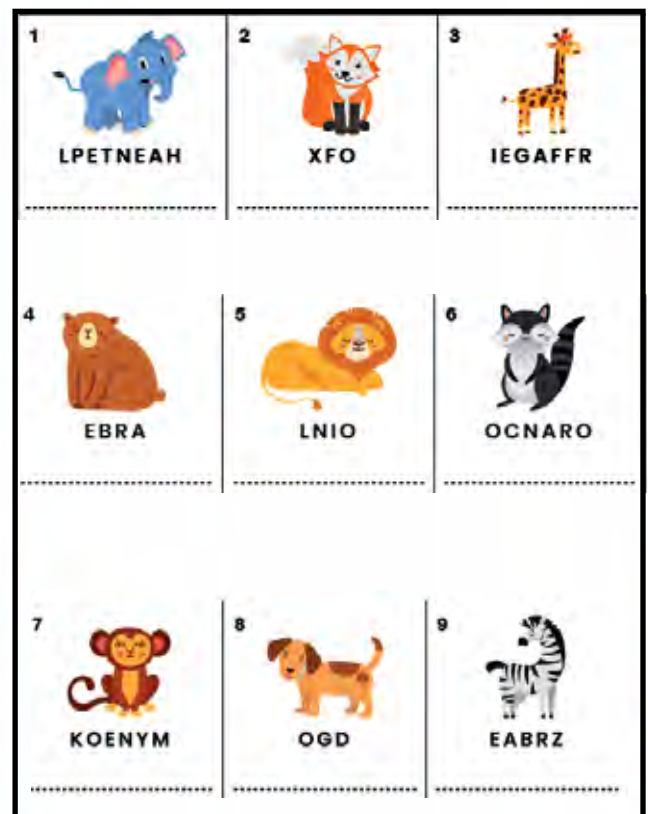 1 2 3
LPETNEAH XFO IEGAFFR
4 5 6
EBRA LNIO OCNARO
7 8 9
KOENYM OGD EABRZ